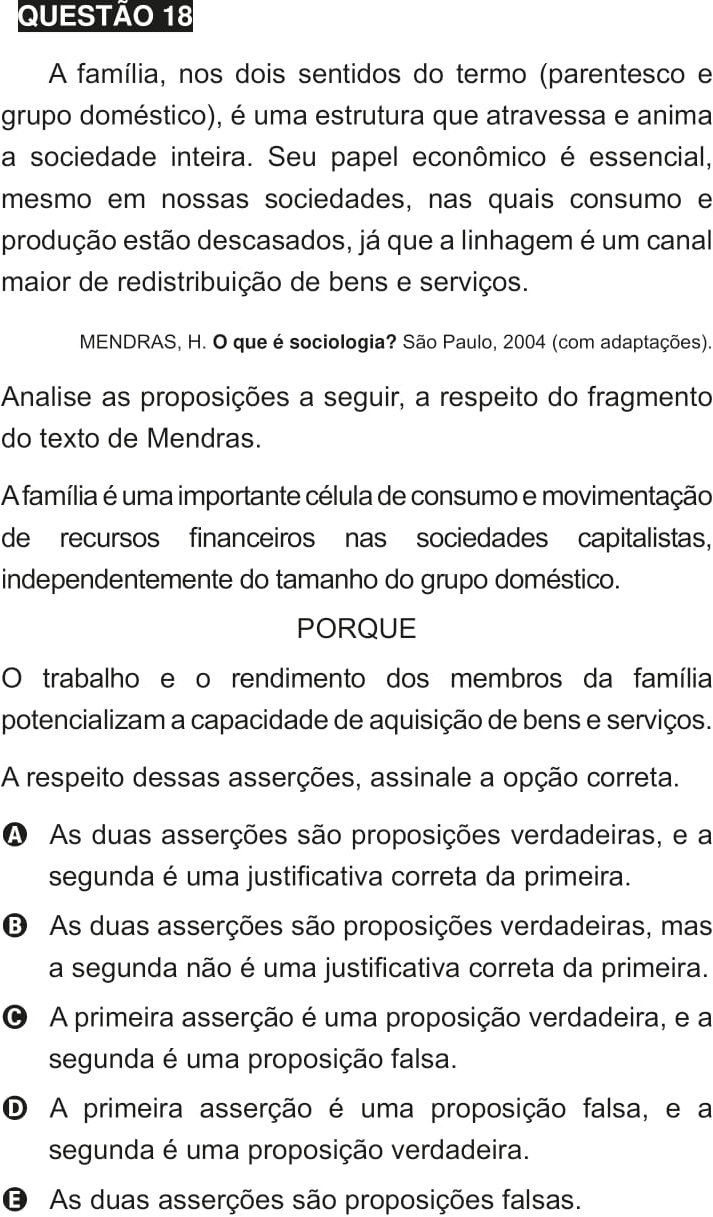 QUESTÃO 18
A família, nos dois sentidos do termo (parentesco e
grupo doméstico), é uma estrutura que atravessa e anima
a sociedade inteira. Seu papel econômico é essencial,
mesmo em nossas sociedades, nas quais consumo e
produção estão descasados, já que a linhagem é um canal
maior de redistribuição de bens e serviços.
MENDRAS, H. O que é sociologia? São Paulo, 2004 (com adaptações).
Analise as proposições a seguir, a respeito do fragmento
do texto de Mendras.
A família é uma importante célula de consumo e movimentação
de recursos financeiros nas sociedades capitalistas,
independentemente do tamanho do grupo doméstico.
PORQUE
O trabalho e o rendimento dos membros da família
potencializam a capacidade de aquisição de bens e serviços.
A respeito dessas asserções, assinale a opção correta.
A As duas asserções são proposições verdadeiras, e a
segunda é uma justificativa correta da primeira.
B As duas asserções são proposições verdadeiras, mas
a segunda não é uma justificativa correta da primeira.
C A primeira asserção é uma proposição verdadeira, e a
segunda é uma proposição falsa.
D A primeira asserção é uma proposição falsa, e a
segunda é uma proposição verdadeira.
E As duas asserções são proposições falsas.